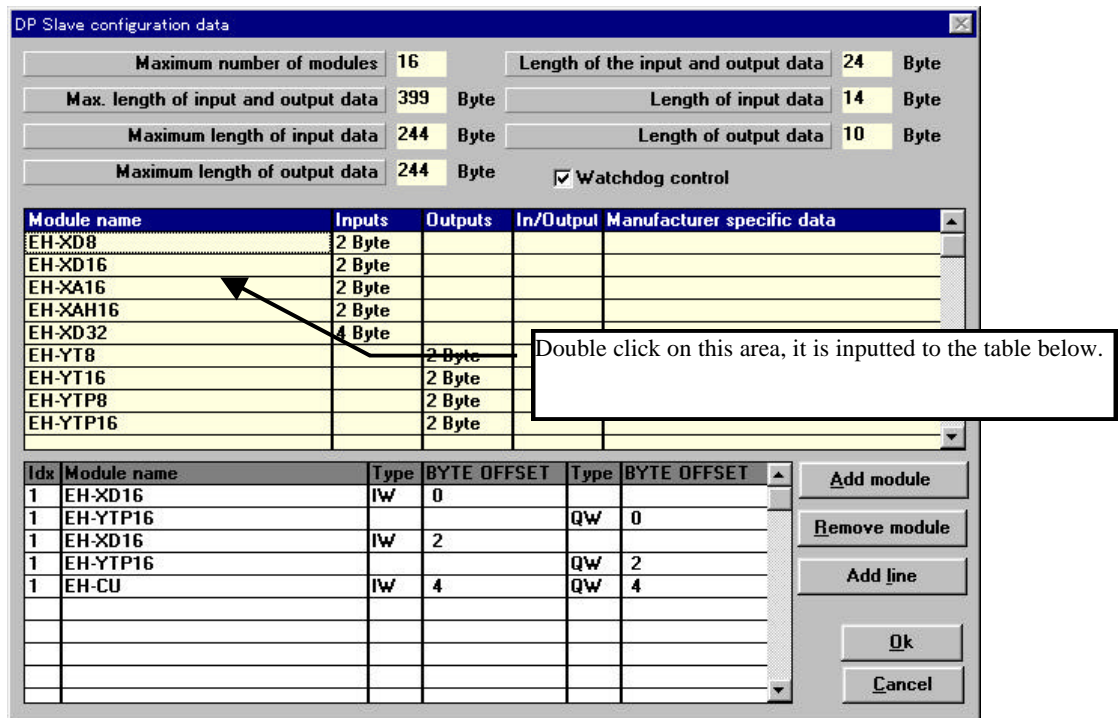 DP Slave configuration data
Maximum number of modules 16 Length of the input and output data 24 Byte
Max. length of input and output data 399 Byte Length of input data 14 Byte
Maximum length of input data 244 Byte Length of output data 10 Byte
Maximum length of output data 244 Byte Watchdog control
Module name Inputs Outputs In/Output Manufacturer specific data
EH-XD8 2 Byte
EH-XD16 2 Byte
EH-XA16 2 Byte
EH-XAH16 2 Byte
EH-XD32 4 Byte
EH-YT8 2 Byte
EH-YT16 2 Byte
EH-YTP8 2 Byte
EH-YTP16 2 Byte
Double click on this area, it is inputted to the table below.
Idx Module name Type BYTE OFFSET Type BYTE OFFSET
1 EH-XD16 IW 0
1 EH-YTP16 QW 0
1 EH-XD16 IW 2
1 EH-YTP16 QW 2
1 EH-CU IW 4 QW 4
Add module
Remove module
Add line
Ok
Cancel